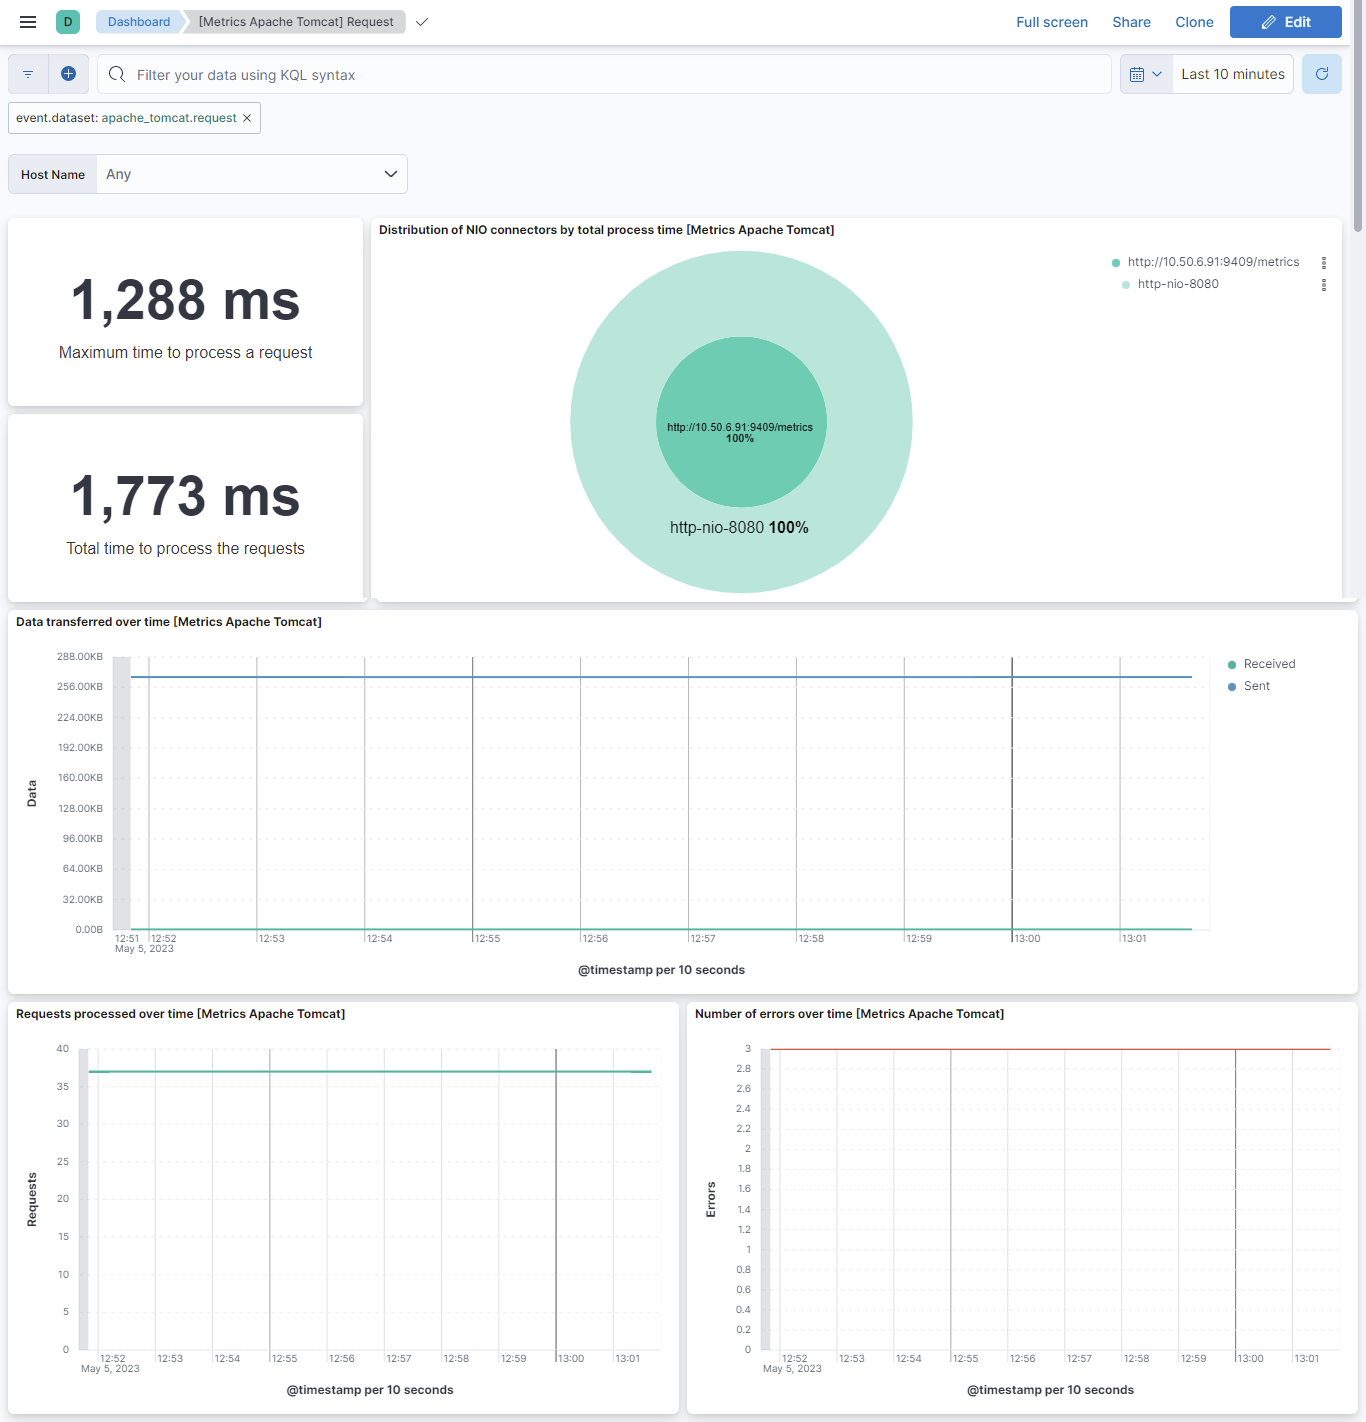 D Dashboard [Metrics Apache Tomcat] Request Full screen Share Clone Edit
Filter your data using KQL syntax Last 10 minutes
event.dataset: apache_tomcat.request ×
Host Name Any
1,288 ms
Maximum time to process a request
1,773 ms
Total time to process the requests
Distribution of NIO connectors by total process time [Metrics Apache Tomcat]
http://10.50.6.91:9409/metrics
http-nio-8080
http://10.50.6.91:9409/metrics
100%
http-nio-8080 100%
Data transferred over time [Metrics Apache Tomcat]
288.00KB
256.00KB
224.00KB
192.00KB
160.00KB
128.00KB
96.00KB
64.00KB
32.00KB
0.00B
Data
12:51 12:52 12:53 12:54 12:55 12:56 12:57 12:58 12:59 13:00 13:01
May 5, 2023
@timestamp per 10 seconds
Received
Sent
Requests processed over time [Metrics Apache Tomcat]
40
35
30
25
20
15
10
5
0
Requests
12:52 12:53 12:54 12:55 12:56 12:57 12:58 12:59 13:00 13:01
May 5, 2023
@timestamp per 10 seconds
Number of errors over time [Metrics Apache Tomcat]
3
2.8
2.6
2.4
2.2
2
1.8
1.6
1.4
1.2
1
0.8
0.6
0.4
0.2
0
Errors
12:52 12:53 12:54 12:55 12:56 12:57 12:58 12:59 13:00 13:01
May 5, 2023
@timestamp per 10 seconds